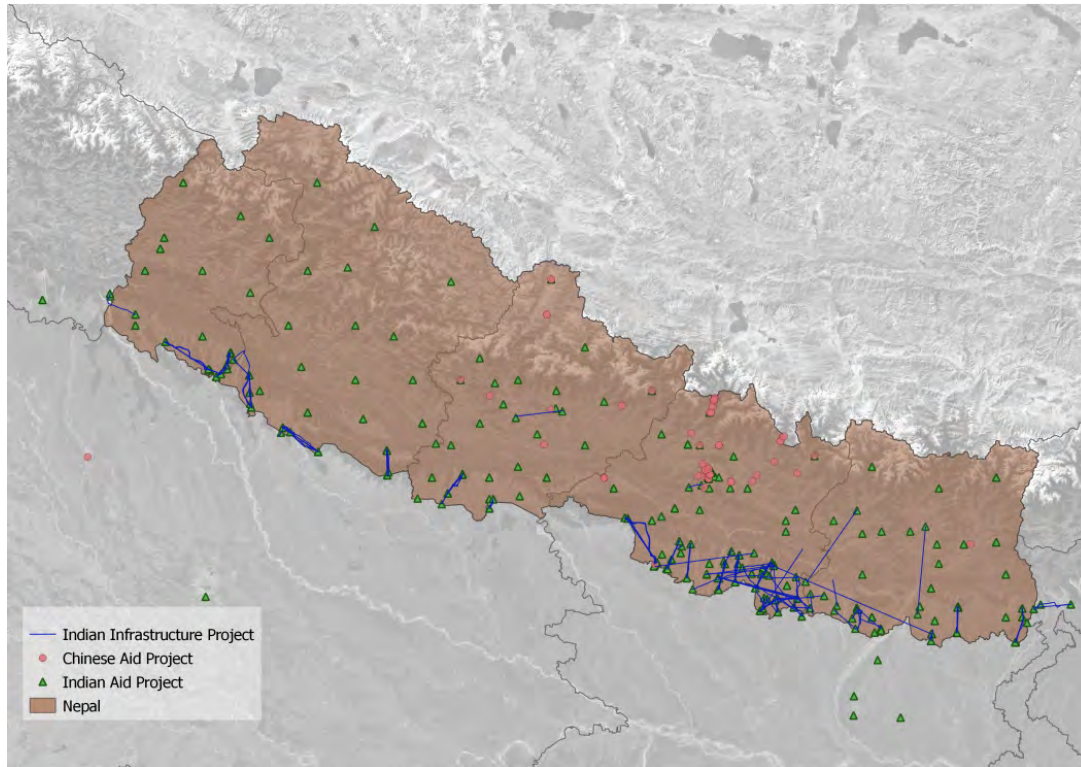 Indian Infrastructure Project
Chinese Aid Project
Indian Aid Project
Nepal